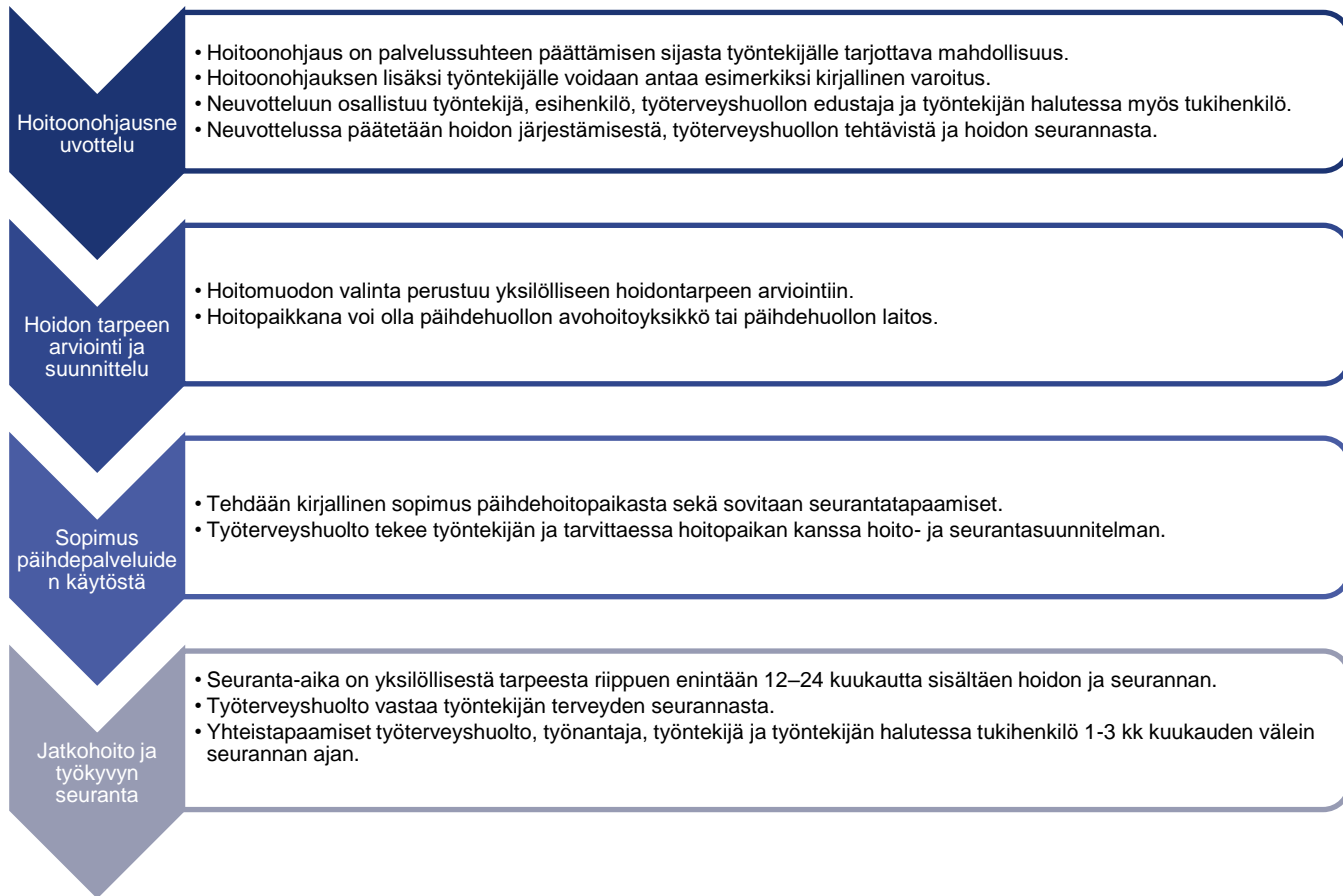 Hoitoonohjausne
uvottelu
• Hoitoonohjaus on palvelussuhteen päättämisen sijasta työntekijälle tarjottava mahdollisuus.
• Hoitoonohjauksen lisäksi työntekijälle voidaan antaa esimerkiksi kirjallinen varoitus.
• Neuvotteluun osallistuu työntekijä, esihenkilö, työterveyshuollon edustaja ja työntekijän halutessa myös tukihenkilö.
• Neuvottelussa päätetään hoidon järjestämisestä, työterveyshuollon tehtävistä ja hoidon seurannasta.
Hoidon tarpeen
arviointi ja
suunnittelu
• Hoitomuodon valinta perustuu yksilölliseen hoidontarpeen arviointiin.
• Hoitopaikkana voi olla päihdehuollon avohoitoyksikkö tai päihdehuollon laitos.
Sopimus
päihdepalveluide
n käytöstä
• Tehdään kirjallinen sopimus päihdehoitopaikasta sekä sovitaan seurantatapaamiset.
• Työterveyshuolto tekee työntekijän ja tarvittaessa hoitopaikan kanssa hoito- ja seurantasuunnitelman.
Jatkohoito ja
työkyvyn
seuranta
• Seuranta-aika on yksilöllisestä tarpeesta riippuen enintään 12–24 kuukautta sisältäen hoidon ja seurannan.
• Työterveyshuolto vastaa työntekijän terveyden seurannasta.
• Yhteistapaamiset työterveyshuolto, työnantaja, työntekijä ja työntekijän halutessa tukihenkilö 1-3 kk kuukauden välein
seurannan ajan.